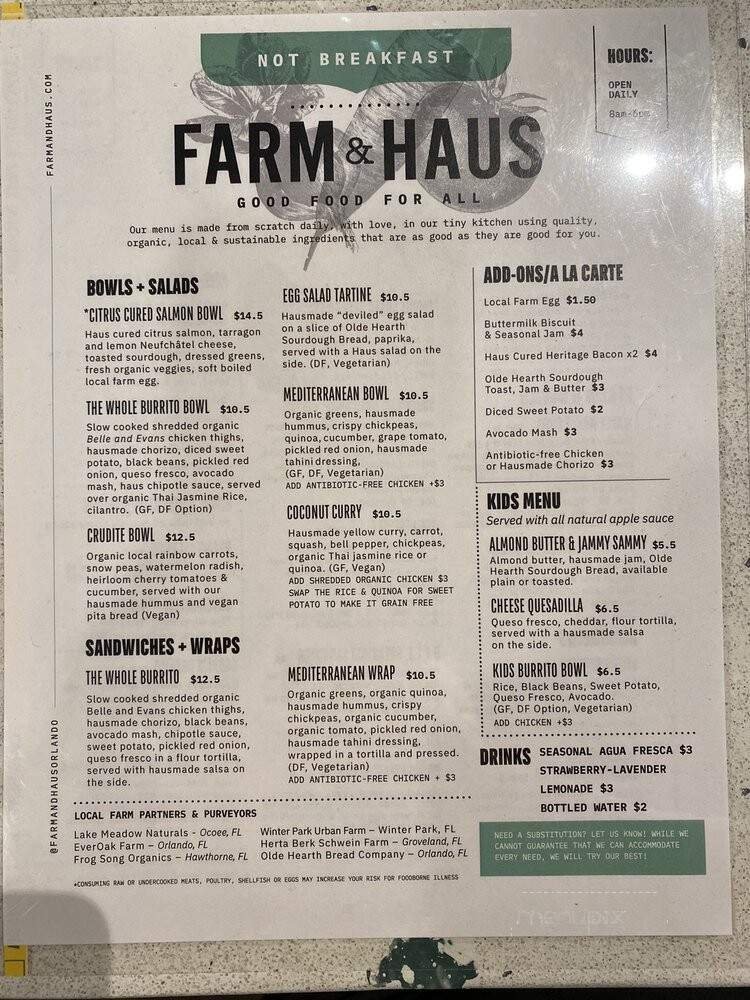 NOT BREAKFAST
HOURS:
OPEN
DAILY
8am-6pm
FARMANDHAUS.COM
FARM & HAUS
GOOD FOOD FOR ALL
Our menu is made from scratch daily, with love, in our tiny kitchen using quality,
organic, local & sustainable ingredients that are as good as they are good for you.
BOWLS + SALADS
*CITRUS CURED SALMON BOWL $14.5
Haus cured citrus salmon, tarragon
and lemon Neufchâtel cheese,
toasted sourdough, dressed greens,
fresh organic veggies, soft boiled
local farm egg.
THE WHOLE BURRITO BOWL $10.5
Slow cooked shredded organic
Belle and Evans chicken thighs,
hausmade chorizo, diced sweet
potato, black beans, pickled red
onion, queso fresco, avocado
mash, haus chipotle sauce, served
over organic Thai Jasmine Rice,
cilantro. (GF, DF Option)
CRUDITE BOWL $12.5
Organic local rainbow carrots,
snow peas, watermelon radish,
heirloom cherry tomatoes &
cucumber, served with our
hausmade hummus and vegan
pita bread (Vegan)
EGG SALAD TARTINE $10.5
Hausmade “deviled” egg salad
on a slice of Olde Hearth
Sourdough Bread, paprika,
served with a Haus salad on the
side. (DF, Vegetarian)
MEDITERRANEAN BOWL $10.5
Organic greens, hausmade
hummus, crispy chickpeas,
quinoa, cucumber, grape tomato,
pickled red onion, hausmade
tahini dressing,
(GF, DF, Vegetarian)
ADD ANTIBIOTIC-FREE CHICKEN +$3
COCONUT CURRY $10.5
Hausmade yellow curry, carrot,
squash, bell pepper, chickpeas,
organic Thai jasmine rice or
quinoa. (GF, Vegan)
ADD SHREDDED ORGANIC CHICKEN $3
SWAP THE RICE & QUINOA FOR SWEET
POTATO TO MAKE IT GRAIN FREE
SANDWICHES + WRAPS
THE WHOLE BURRITO $12.5
Slow cooked shredded organic
Belle and Evans chicken thighs,
hausmade chorizo, black beans,
avocado mash, chipotle sauce,
sweet potato, pickled red onion,
queso fresco in a flour tortilla,
served with hausmade salsa on
the side.
MEDITERRANEAN WRAP $10.5
Organic greens, organic quinoa,
hausmade hummus, crispy
chickpeas, organic cucumber,
organic tomato, pickled red onion,
hausmade tahini dressing,
wrapped in a tortilla and pressed.
(DF, Vegetarian)
ADD ANTIBIOTIC-FREE CHICKEN + $3
ADD-ONS/A LA CARTE
Local Farm Egg $1.50
Buttermilk Biscuit
& Seasonal Jam $4
Haus Cured Heritage Bacon x2 $4
Olde Hearth Sourdough
Toast, Jam & Butter $3
Diced Sweet Potato $2
Avocado Mash $3
Antibiotic-free Chicken
or Hausmade Chorizo $3
KIDS MENU
Served with all natural apple sauce
ALMOND BUTTER & JAMMY SAMMY $5.5
Almond butter, hausmade jam, Olde
Hearth Sourdough Bread, available
plain or toasted.
CHEESE QUESADILLA $6.5
Queso fresco, cheddar, flour tortilla,
served with a hausmade salsa
on the side.
KIDS BURRITO BOWL $6.5
Rice, Black Beans, Sweet Potato,
Queso Fresco, Avocado.
(GF, DF Option, Vegetarian)
ADD CHICKEN +$3
DRINKS
SEASONAL AGUA FRESCA $3
STRAWBERRY-LAVENDER
LEMONADE $3
BOTTLED WATER $2
NEED A SUBSTITUTION? LET US KNOW! WHILE WE
CANNOT GUARANTEE THAT WE CAN ACCOMMODATE
EVERY NEED, WE WILL TRY OUR BEST!
@FARMANDHAUSORLANDO
LOCAL FARM PARTNERS & PURVEYORS
Lake Meadow Naturals - Ocoee, FL
EverOak Farm – Orlando, FL
Frog Song Organics – Hawthorne, FL
Winter Park Urban Farm – Winter Park, FL
Herta Berk Schwein Farm – Groveland, FL
Olde Hearth Bread Company – Orlando, FL
*CONSUMING RAW OR UNDERCOOKED MEATS, POULTRY, SHELLFISH OR EGGS MAY INCREASE YOUR RISK FOR FOODBORNE ILLNESS
menupix